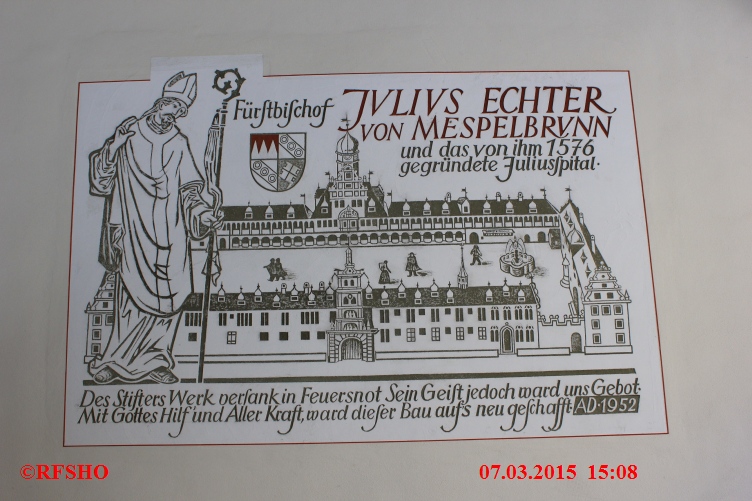 Fürſtbiſchof JVLIVS ECHTER
VON MESPELBRVNN
und das von ihm 1576
gegründete Juliusſpital·
Des Stifters Werk verſank in Feuersnot· Sein Geiſt jedoch ward uns Gebot·
Mit Gottes Hilf' und Aller Kraft, ward dieſer Bau aufs neu geſchafft· AD·1952
©RFSHO
07.03.2015 15:08